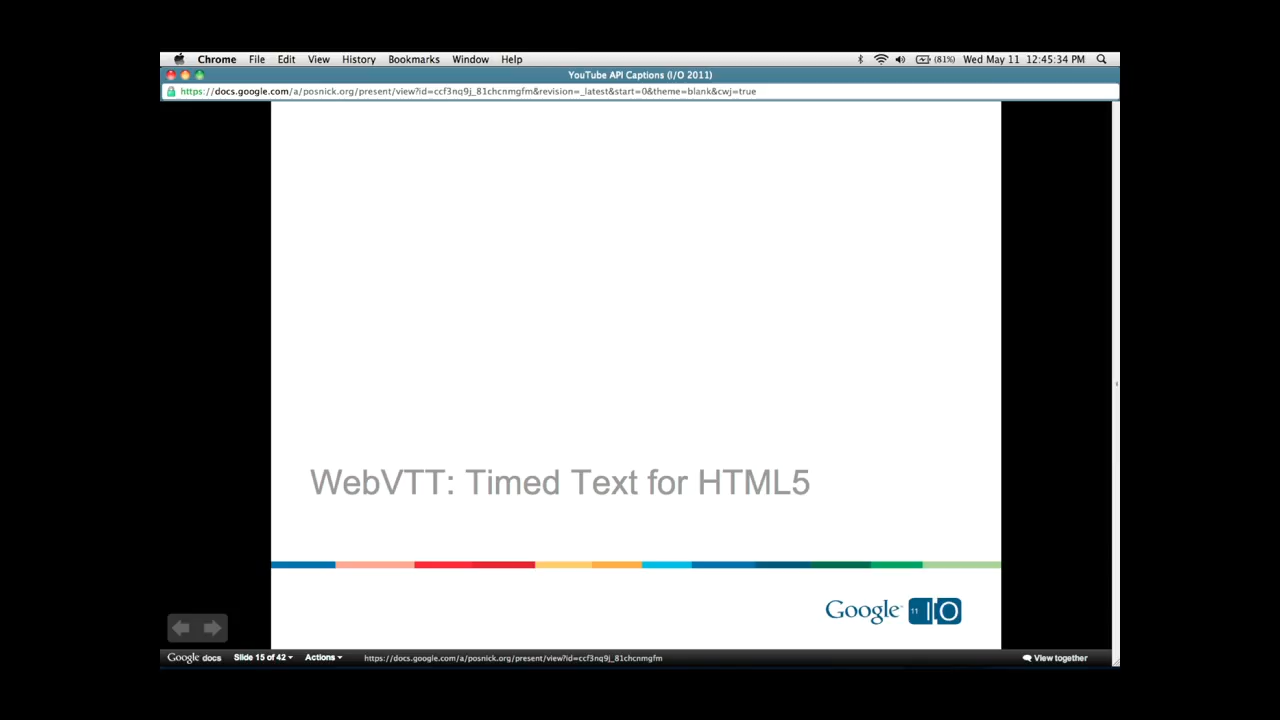 Chrome File Edit View History Bookmarks Window Help (81%) Wed May 11 12:45:34 PM
YouTube API Captions (I/O 2011)
https://docs.google.com/a/posnick.org/present/view?id=ccf3nq9j_81chcnmgfm&revision=_latest&start=0&theme=blank&cwj=true
WebVTT: Timed Text for HTML5
Google 11 IO
Google docs Slide 15 of 42 Actions https://docs.google.com/a/posnick.org/present/view?id=ccf3nq9j_81chcnmgfm View together